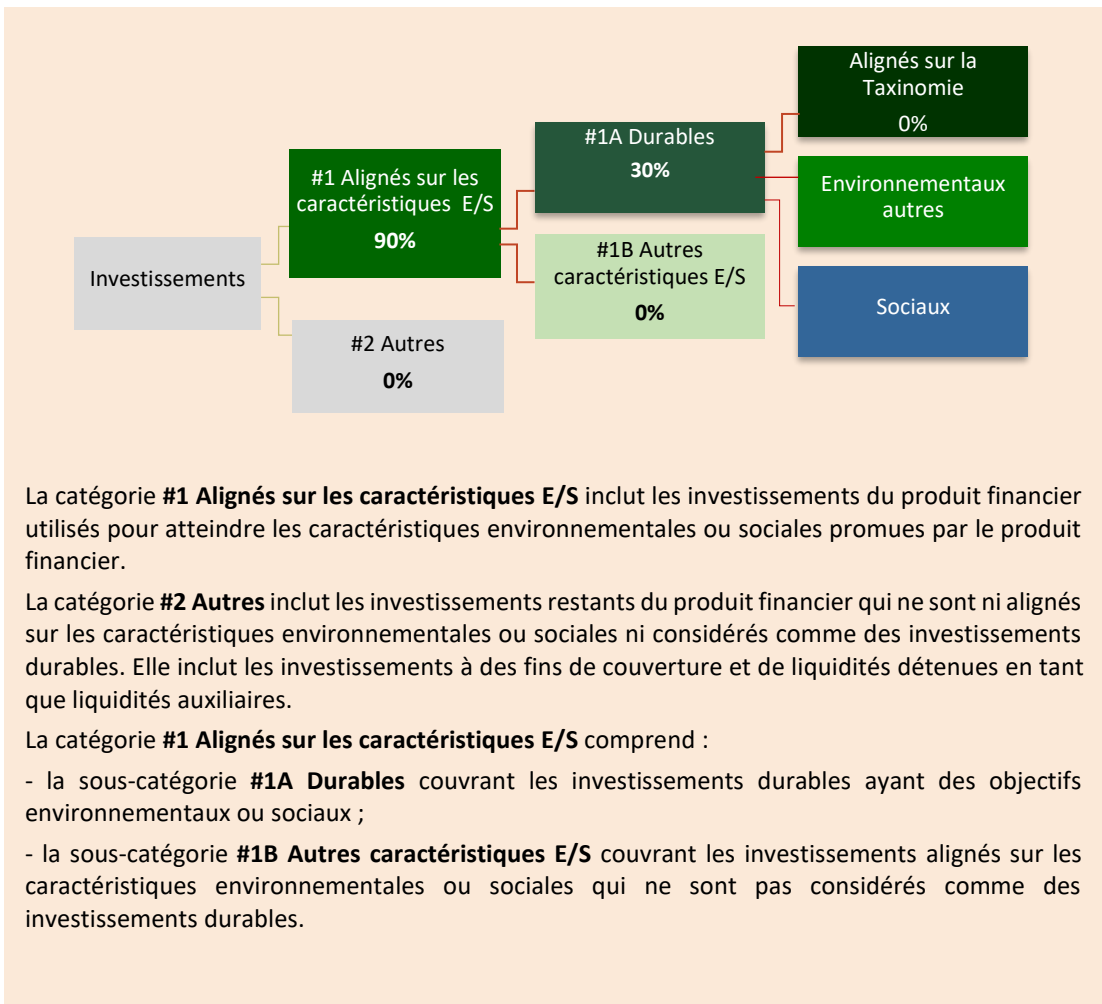 Investissements
#1 Alignés sur les
caractéristiques E/S
90%
#2 Autres
0%
#1A Durables
30%
#1B Autres
caractéristiques E/S
0%
Alignés sur la
Taxinomie
0%
Environnementaux
autres
Sociaux
La catégorie #1 Alignés sur les caractéristiques E/S inclut les investissements du produit financier
utilisés pour atteindre les caractéristiques environnementales ou sociales promues par le produit
financier.
La catégorie #2 Autres inclut les investissements restants du produit financier qui ne sont ni alignés
sur les caractéristiques environnementales ou sociales ni considérés comme des investissements
durables. Elle inclut les investissements à des fins de couverture et de liquidités détenues en tant
que liquidités auxiliaires.
La catégorie #1 Alignés sur les caractéristiques E/S comprend :
- la sous-catégorie #1A Durables couvrant les investissements durables ayant des objectifs
environnementaux ou sociaux ;
- la sous-catégorie #1B Autres caractéristiques E/S couvrant les investissements alignés sur les
caractéristiques environnementales ou sociales qui ne sont pas considérés comme des
investissements durables.